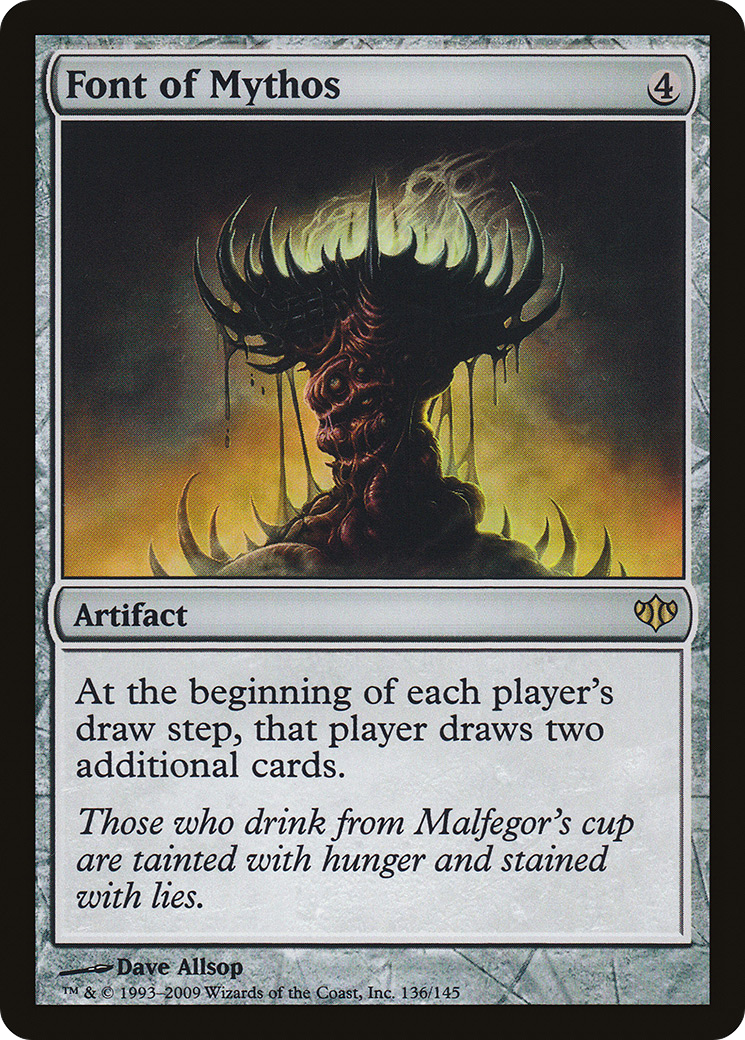 Font of Mythos 4
Artifact
At the beginning of each player's
draw step, that player draws two
additional cards.
Those who drink from Malfegor's cup
are tainted with hunger and stained
with lies.
Dave Allsop
™ & © 1993–2009 Wizards of the Coast, Inc. 136/145